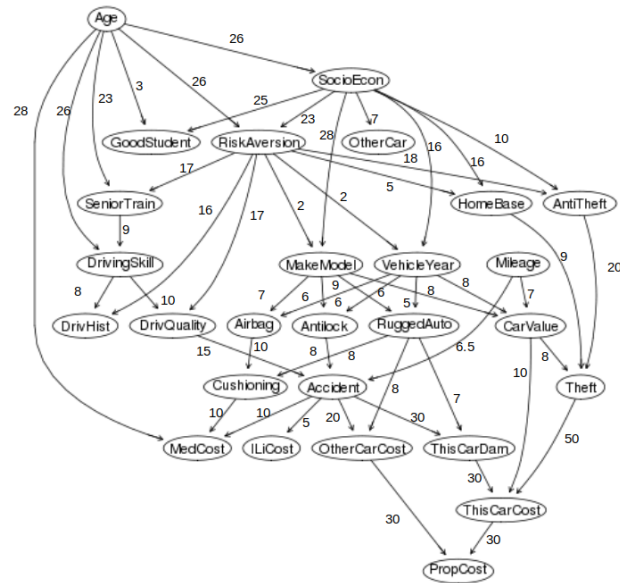 Age
26
SocioEcon
28
26
23
3
26
25
23
28
7
10
GoodStudent
RiskAversion
OtherCar
16
16
18
17
5
SeniorTrain
HomeBase
AntiTheft
16
17
2
2
9
9
20
DrivingSkill
MakeModel
VehicleYear
Mileage
8
10
7
9
6
6
5
8
8
7
DrivHist
DrivQuality
Airbag
Antilock
RuggedAuto
CarValue
15
10
8
8
6.5
8
10
Cushioning
Accident
Theft
8
7
10
10
5
20
30
50
MedCost
ILiCost
OtherCarCost
ThisCarDam
30
ThisCarCost
30
30
PropCost